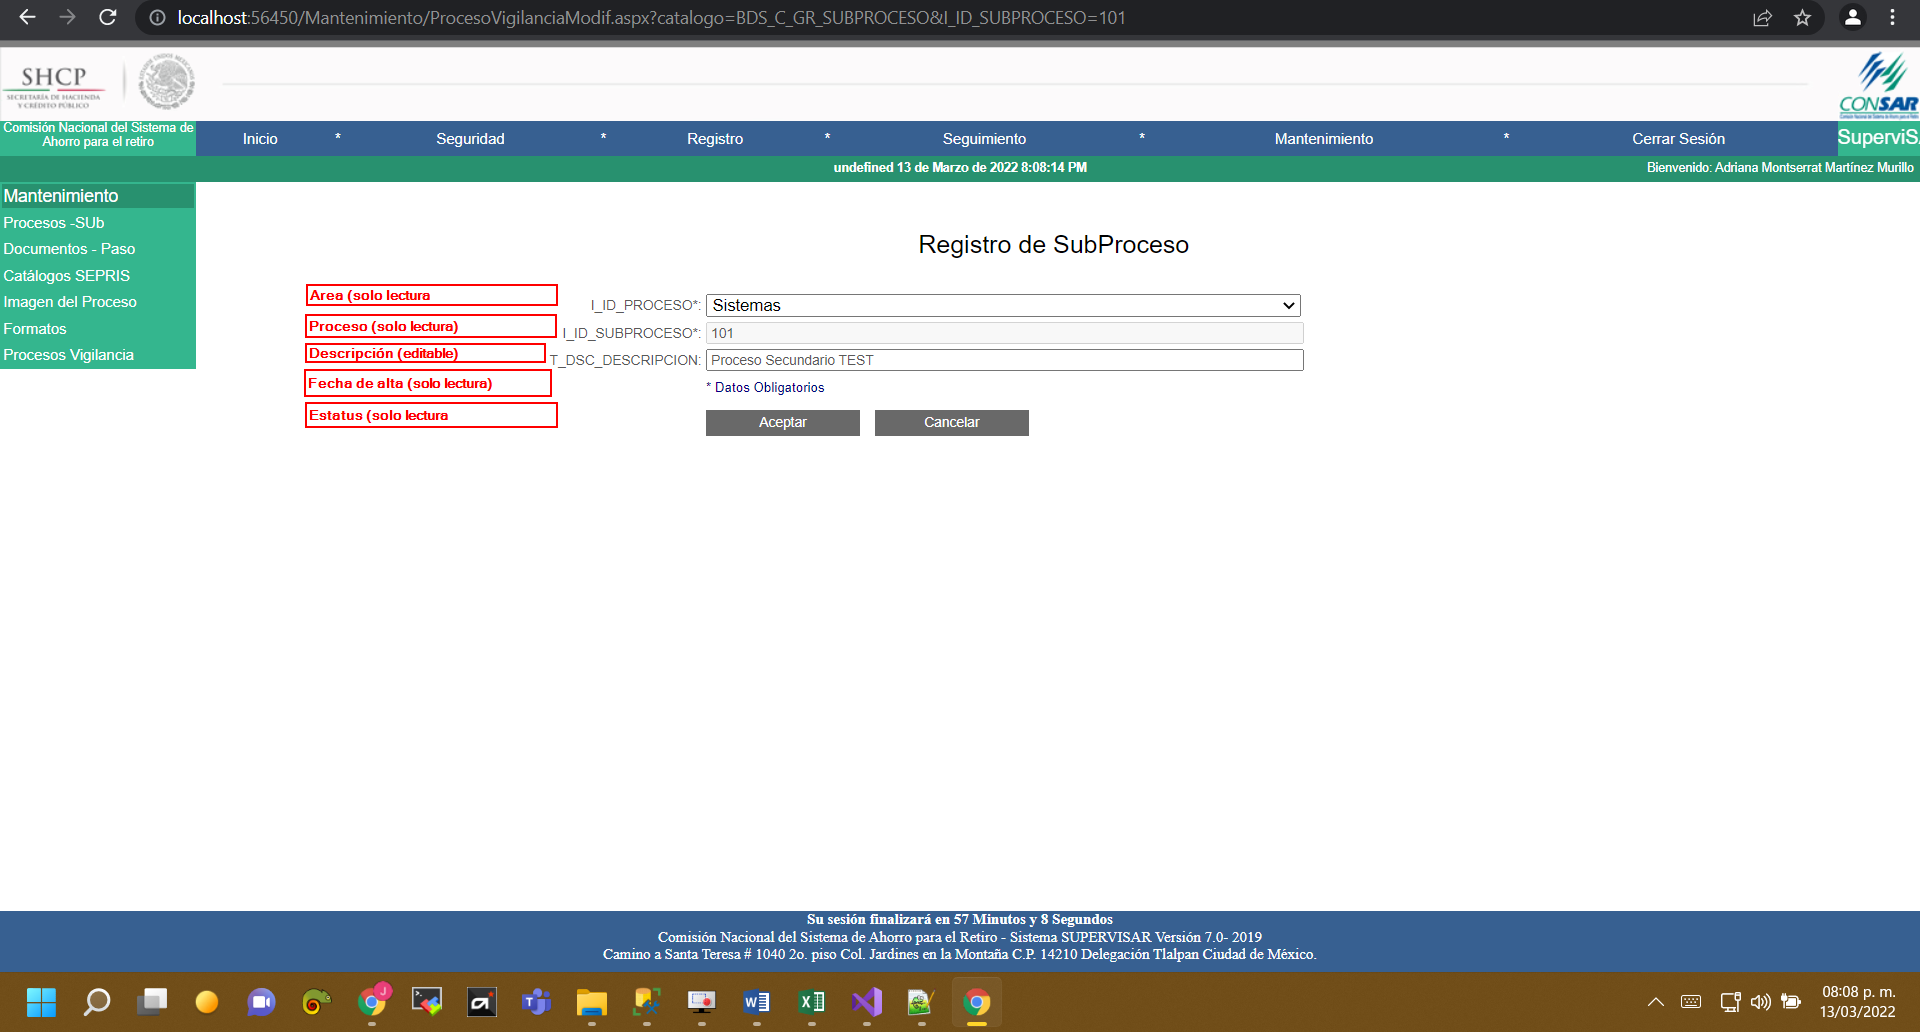 localhost:56450/Mantenimiento/ProcesoVigilanciaModif.aspx?catalogo=BDS_C_GR_SUBPROCESO&I_ID_SUBPROCESO=101
SHCP
SECRETARÍA DE HACIENDA
Y CRÉDITO PÚBLICO
CONSAR
Comisión Nacional del Sistema de
Ahorro para el retiro
Inicio * Seguridad * Registro * Seguimiento * Mantenimiento * Cerrar Sesión
SuperviS
undefined 13 de Marzo de 2022 8:08:14 PM
Bienvenido: Adriana Montserrat Martínez Murillo
Mantenimiento
Procesos -SUb
Documentos - Paso
Catálogos SEPRIS
Imagen del Proceso
Formatos
Procesos Vigilancia
Registro de SubProceso
Area (solo lectura
I_ID_PROCESO*: Sistemas
Proceso (solo lectura)
I_ID_SUBPROCESO*: 101
Descripción (editable)
T_DSC_DESCRIPCION: Proceso Secundario TEST
Fecha de alta (solo lectura)
* Datos Obligatorios
Estatus (solo lectura
Aceptar Cancelar
Su sesión finalizará en 57 Minutos y 8 Segundos
Comisión Nacional del Sistema de Ahorro para el Retiro - Sistema SUPERVISAR Versión 7.0- 2019
Camino a Santa Teresa # 1040 2o. piso Col. Jardines en la Montaña C.P. 14210 Delegación Tlalpan Ciudad de México.
J
08:08 p. m.
13/03/2022